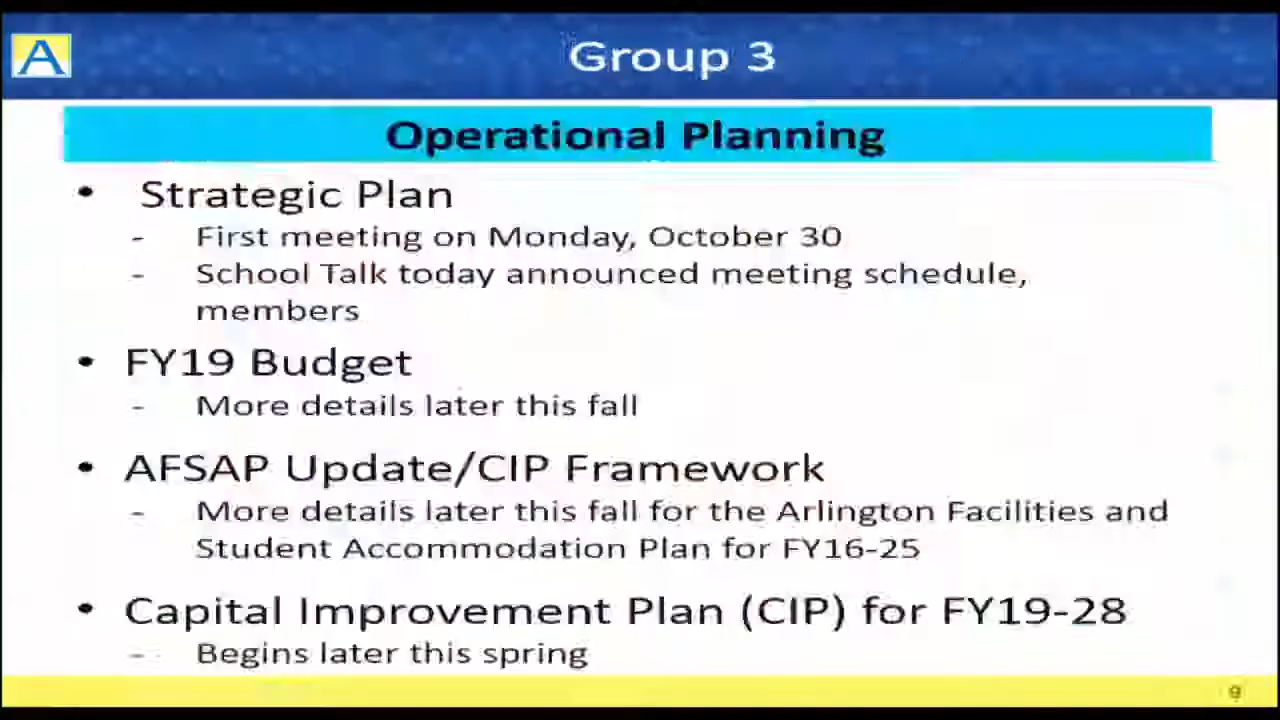 A
Group 3
Operational Planning
• Strategic Plan
- First meeting on Monday, October 30
- School Talk today announced meeting schedule,
members
• FY19 Budget
- More details later this fall
• AFSAP Update/CIP Framework
- More details later this fall for the Arlington Facilities and
Student Accommodation Plan for FY16-25
• Capital Improvement Plan (CIP) for FY19-28
- Begins later this spring
9